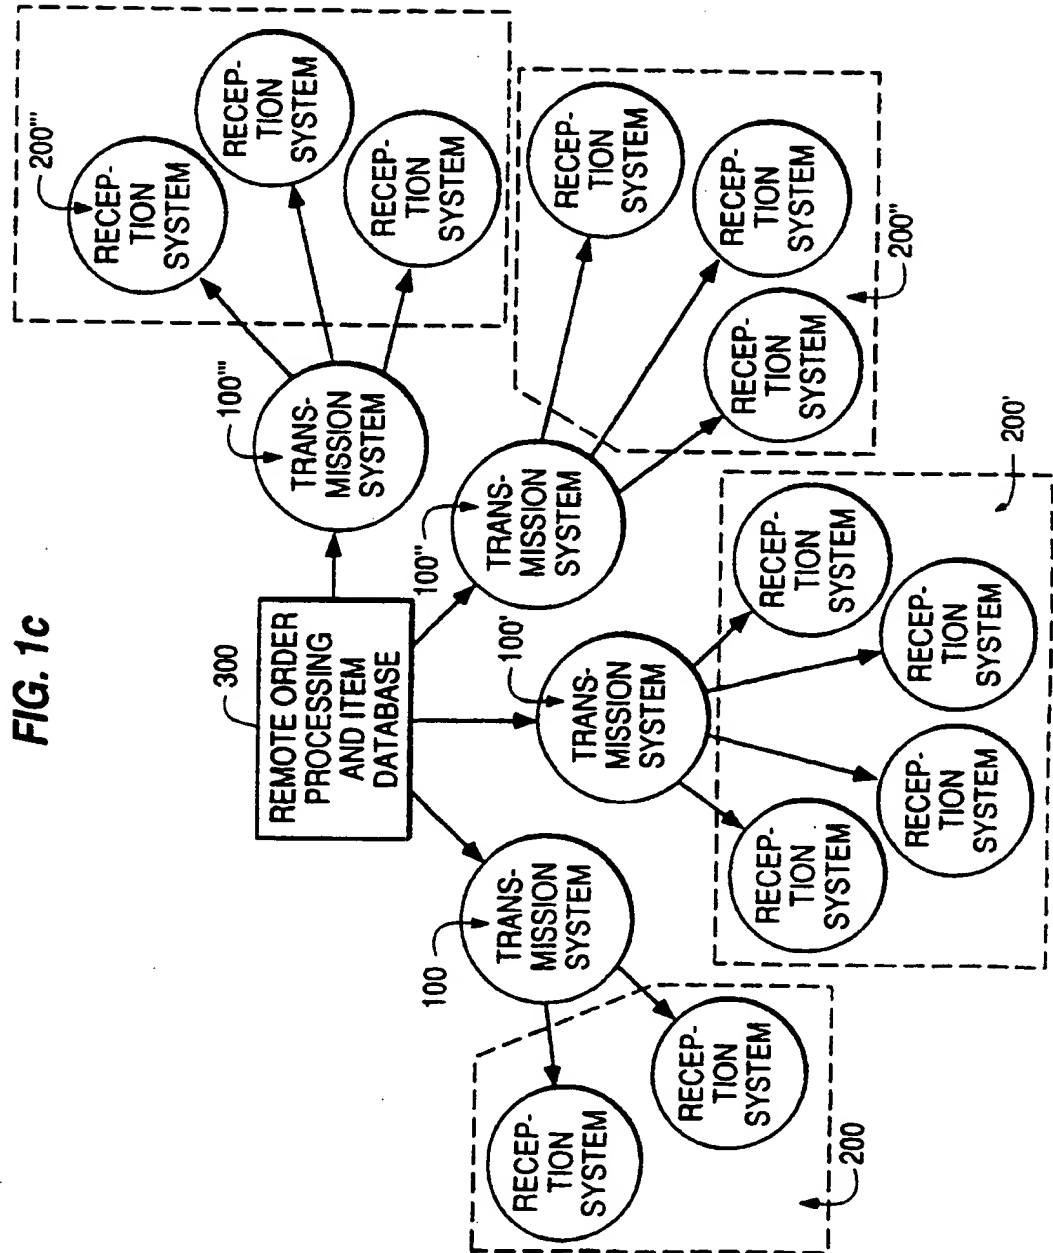 FIG. 1c
300
REMOTE ORDER
PROCESSING
AND ITEM
DATABASE
100
TRANS-
MISSION
SYSTEM
100'
TRANS-
MISSION
SYSTEM
100"
TRANS-
MISSION
SYSTEM
100'"
TRANS-
MISSION
SYSTEM
RECEP-
TION
SYSTEM
RECEP-
TION
SYSTEM
200
RECEP-
TION
SYSTEM
RECEP-
TION
SYSTEM
RECEP-
TION
SYSTEM
RECEP-
TION
SYSTEM
200'
RECEP-
TION
SYSTEM
RECEP-
TION
SYSTEM
RECEP-
TION
SYSTEM
200"
200'"
RECEP-
TION
SYSTEM
RECEP-
TION
SYSTEM
RECEP-
TION
SYSTEM